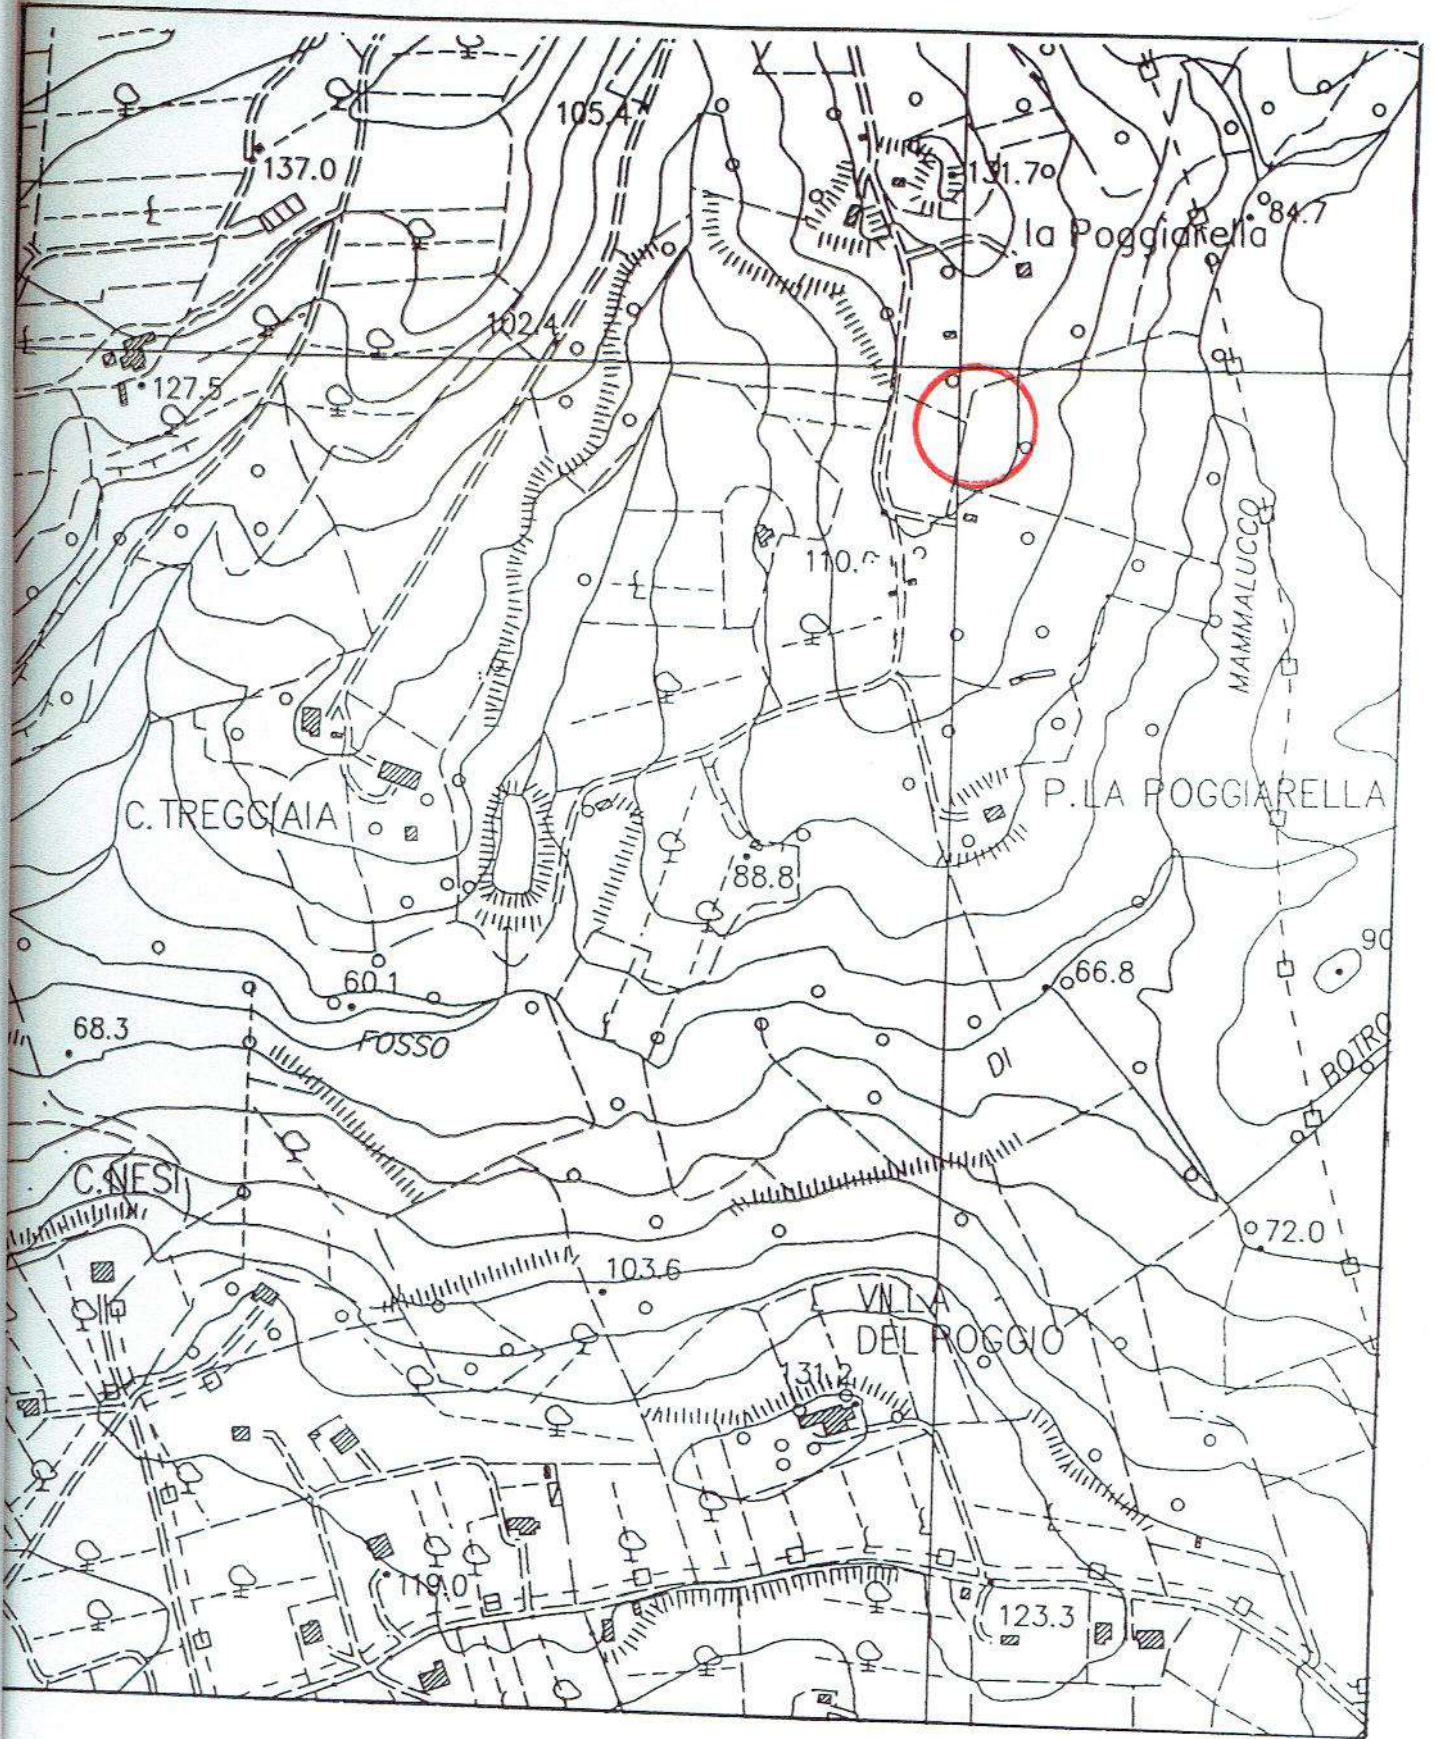 105.4
137.0
131.7
84.7
la Poggiarella
102.4
127.5
MAMMALUCCO
110.
C. TREGGIAIA
P. LA POGGIARELLA
88.8
90
60.1
66.8
68.3
FOSSO
DI
BOTRO
C. NESI
72.0
103.6
VILLA
DEL POGGIO
131.2
119.0
123.3